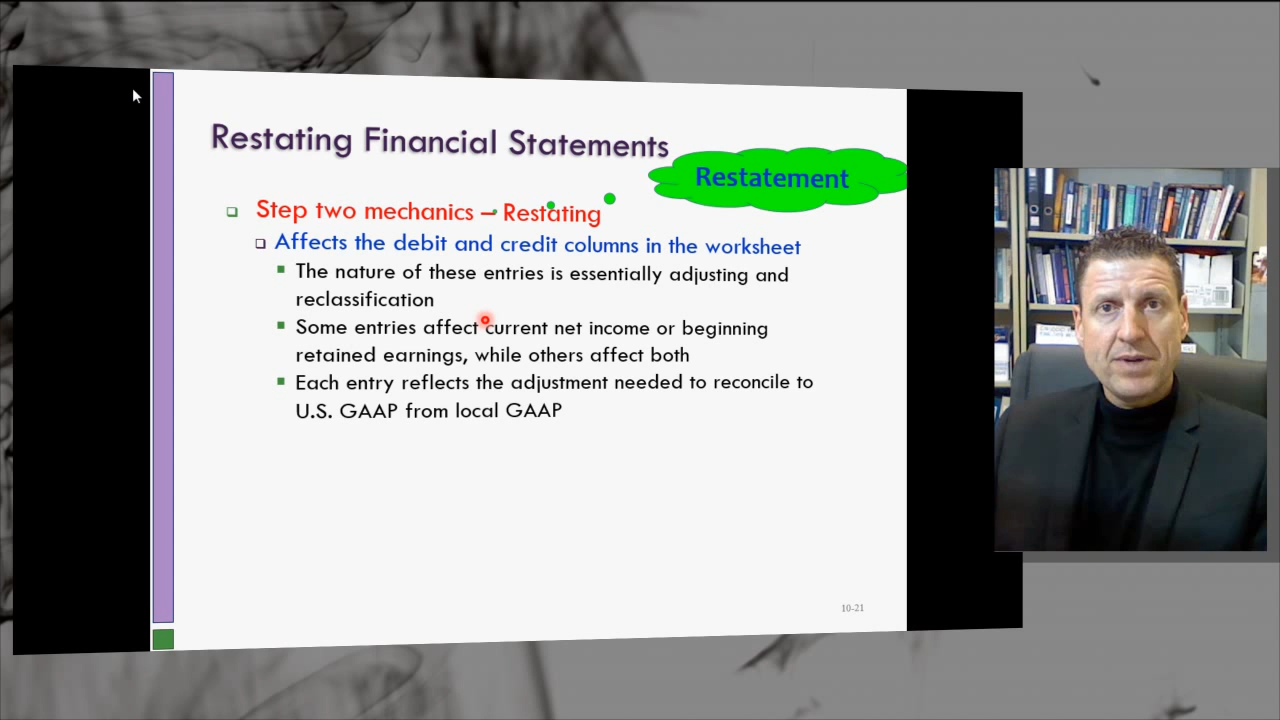 Restating Financial Statements
Restatement
Step two mechanics – Restating
Affects the debit and credit columns in the worksheet
The nature of these entries is essentially adjusting and
reclassification
Some entries affect current net income or beginning
retained earnings, while others affect both
Each entry reflects the adjustment needed to reconcile to
U.S. GAAP from local GAAP
10-21